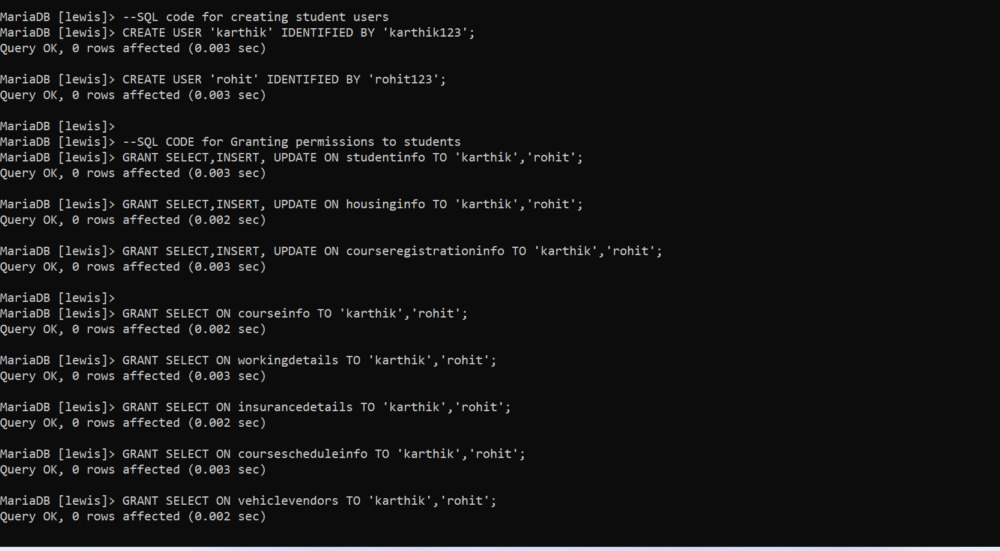 MariaDB [lewis]> --SQL code for creating student users
MariaDB [lewis]> CREATE USER 'karthik' IDENTIFIED BY 'karthik123';
Query OK, 0 rows affected (0.003 sec)
MariaDB [lewis]> CREATE USER 'rohit' IDENTIFIED BY 'rohit123';
Query OK, 0 rows affected (0.003 sec)
MariaDB [lewis]>
MariaDB [lewis]> --SQL CODE for Granting permissions to students
MariaDB [lewis]> GRANT SELECT,INSERT, UPDATE ON studentinfo TO 'karthik','rohit';
Query OK, 0 rows affected (0.003 sec)
MariaDB [lewis]> GRANT SELECT,INSERT, UPDATE ON housinginfo TO 'karthik','rohit';
Query OK, 0 rows affected (0.002 sec)
MariaDB [lewis]> GRANT SELECT,INSERT, UPDATE ON courseregistrationinfo TO 'karthik','rohit';
Query OK, 0 rows affected (0.003 sec)
MariaDB [lewis]>
MariaDB [lewis]> GRANT SELECT ON courseinfo TO 'karthik','rohit';
Query OK, 0 rows affected (0.002 sec)
MariaDB [lewis]> GRANT SELECT ON workingdetails TO 'karthik','rohit';
Query OK, 0 rows affected (0.003 sec)
MariaDB [lewis]> GRANT SELECT ON insurancedetails TO 'karthik','rohit';
Query OK, 0 rows affected (0.002 sec)
MariaDB [lewis]> GRANT SELECT ON coursescheduleinfo TO 'karthik','rohit';
Query OK, 0 rows affected (0.003 sec)
MariaDB [lewis]> GRANT SELECT ON vehiclevendors TO 'karthik','rohit';
Query OK, 0 rows affected (0.002 sec)